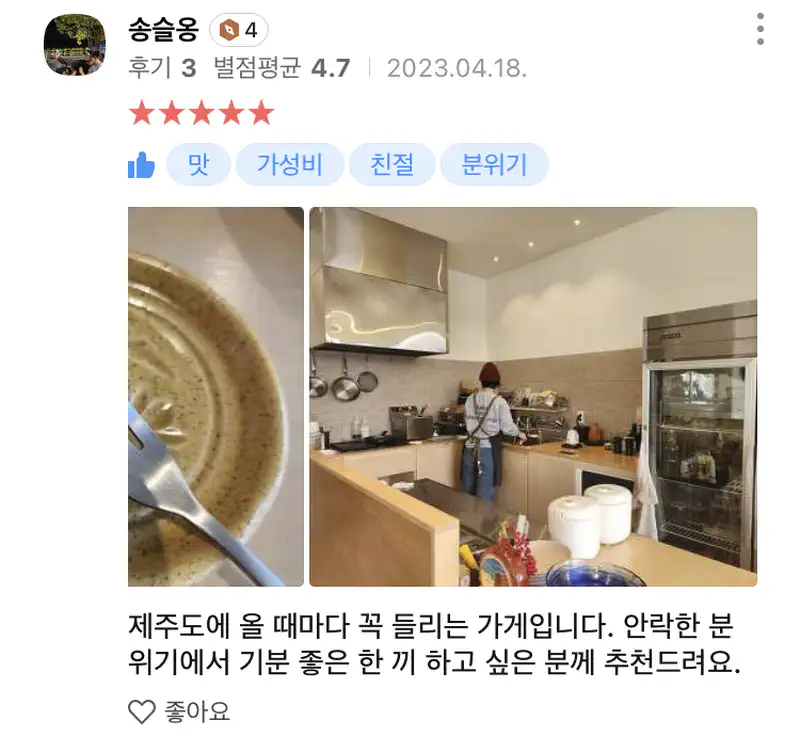 송슬옹 4
후기 3 별점평균 4.7 2023.04.18.
맛 가성비 친절 분위기
제주도에 올 때마다 꼭 들리는 가게입니다. 안락한 분
위기에서 기분 좋은 한 끼 하고 싶은 분께 추천드려요.
좋아요